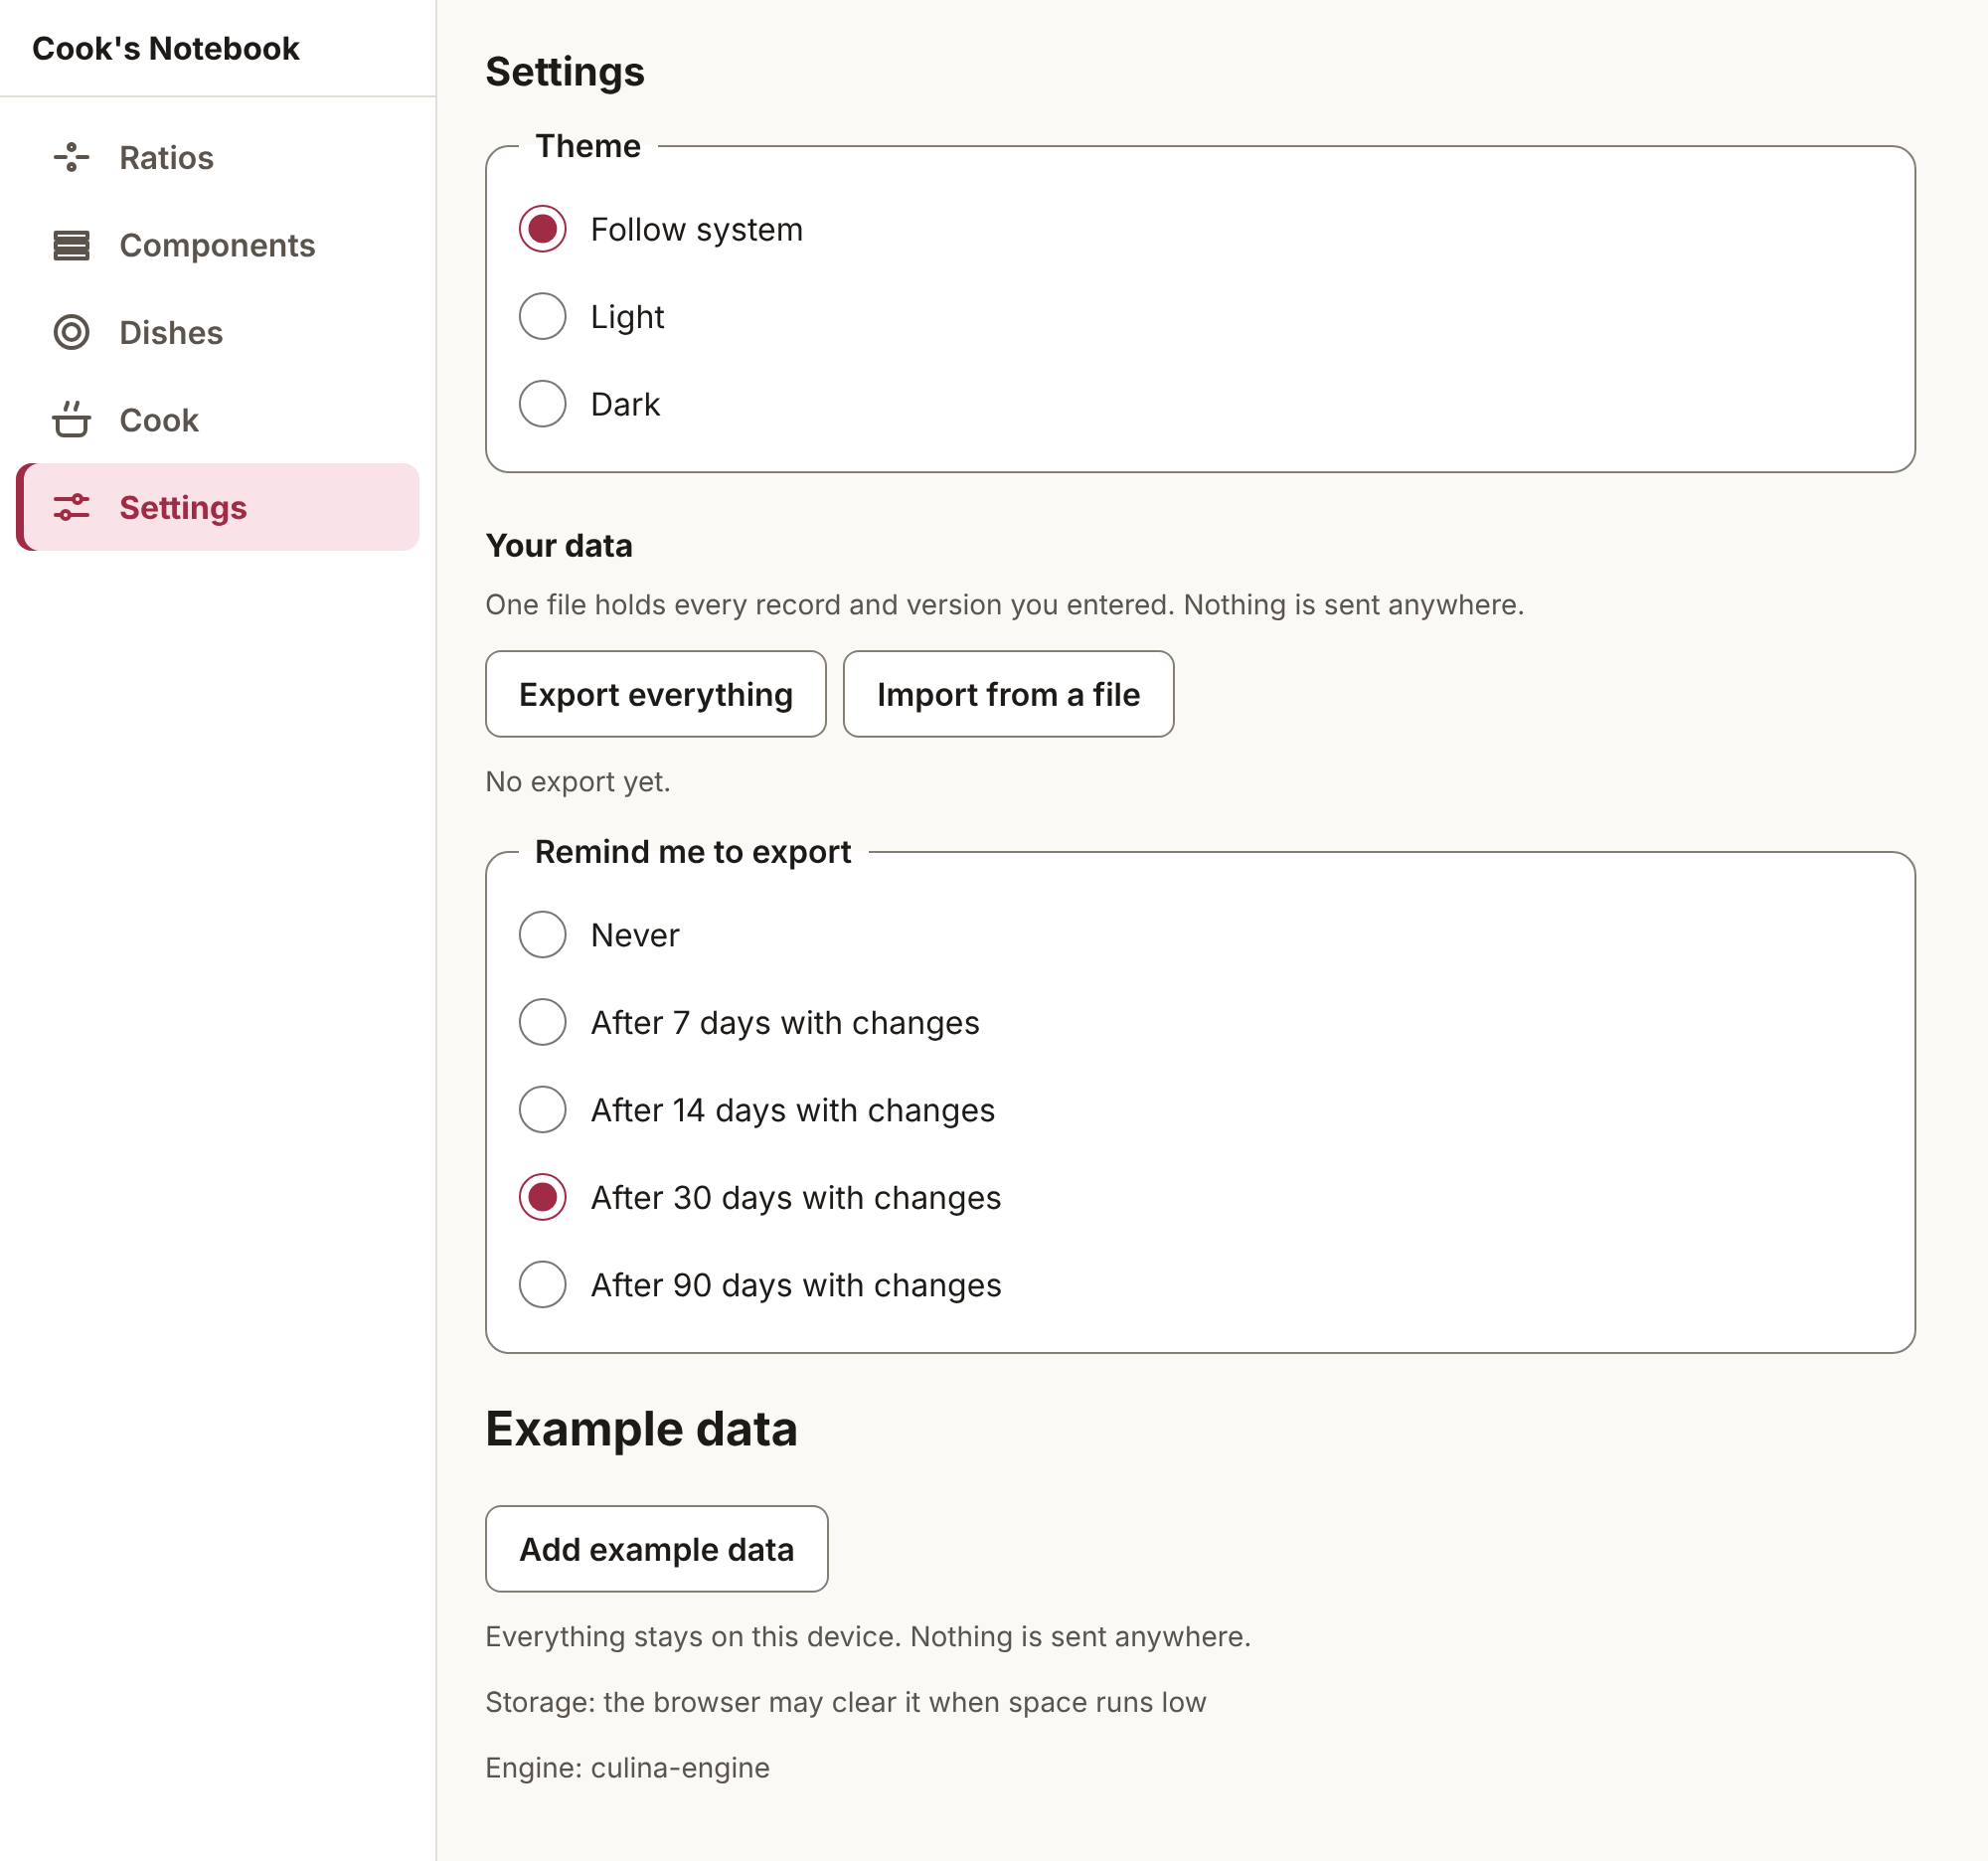 Cook's Notebook
Ratios
Components
Dishes
Cook
Settings
Settings
Theme
Follow system
Light
Dark
Your data
One file holds every record and version you entered. Nothing is sent anywhere.
Export everything
Import from a file
No export yet.
Remind me to export
Never
After 7 days with changes
After 14 days with changes
After 30 days with changes
After 90 days with changes
Example data
Add example data
Everything stays on this device. Nothing is sent anywhere.
Storage: the browser may clear it when space runs low
Engine: culina-engine